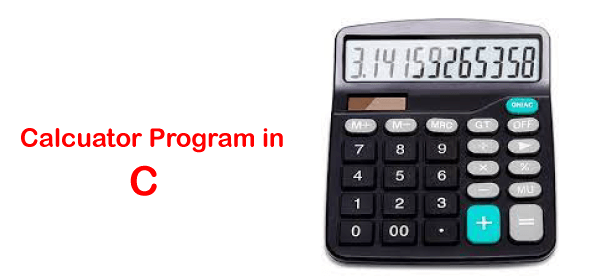 Calcuator Program in
C
3.14159265358
ON/AC
M+ M− MRC GT OFF
7 8 9 ÷ ▶
4 5 6 × %
1 2 3 − MU
0 00 . + =